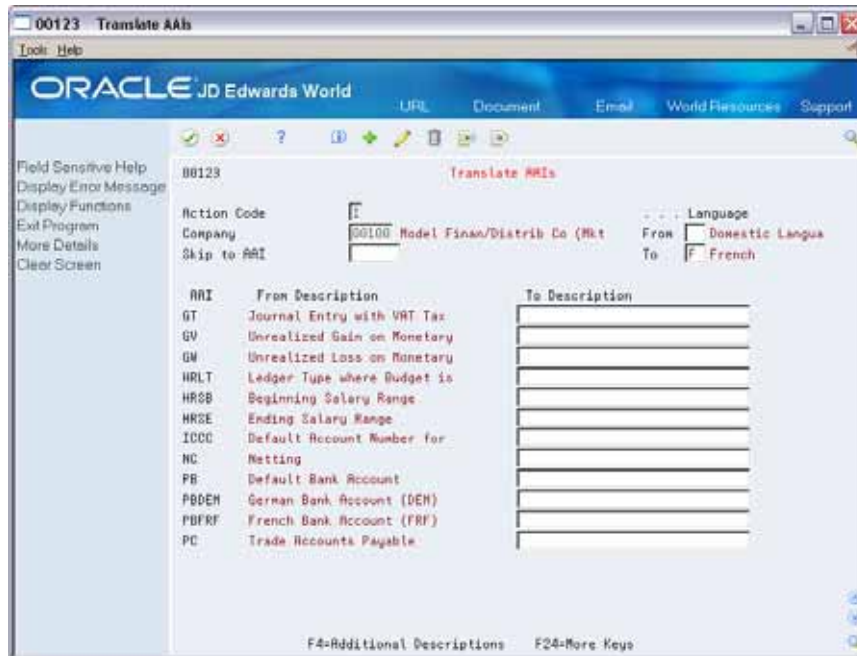 00123 Translate AAIs
Tools Help
ORACLE JD Edwards World
URL Document Email World Resources Support
Field Sensitive Help
Display Error Message
Display Functions
Exit Program
More Details
Clear Screen
00123 Translate AAIs
Action Code I . . . Language
Company 00100 Model Finan/Distrib Co (Mkt From Domestic Langua
Skip to AAI To F French
AAI From Description To Description
GT Journal Entry with VAT Tax
GV Unrealized Gain on Monetary
GW Unrealized Loss on Monetary
HRLT Ledger Type where Budget is
HRSB Beginning Salary Range
HRSE Ending Salary Range
ICCC Default Account Number for
NC Netting
PB Default Bank Account
PBDEM German Bank Account (DEM)
PBFRF French Bank Account (FRF)
PC Trade Accounts Payable
F4=Additional Descriptions F24=More Keys